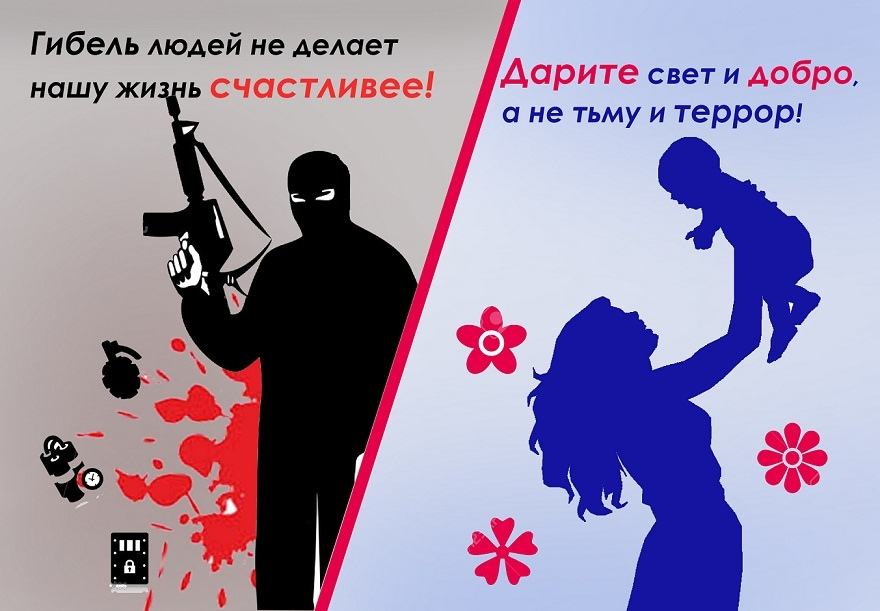 Гибель людей не делает
нашу жизнь счастливее!
Дарите свет и добро,
а не тьму и террор!